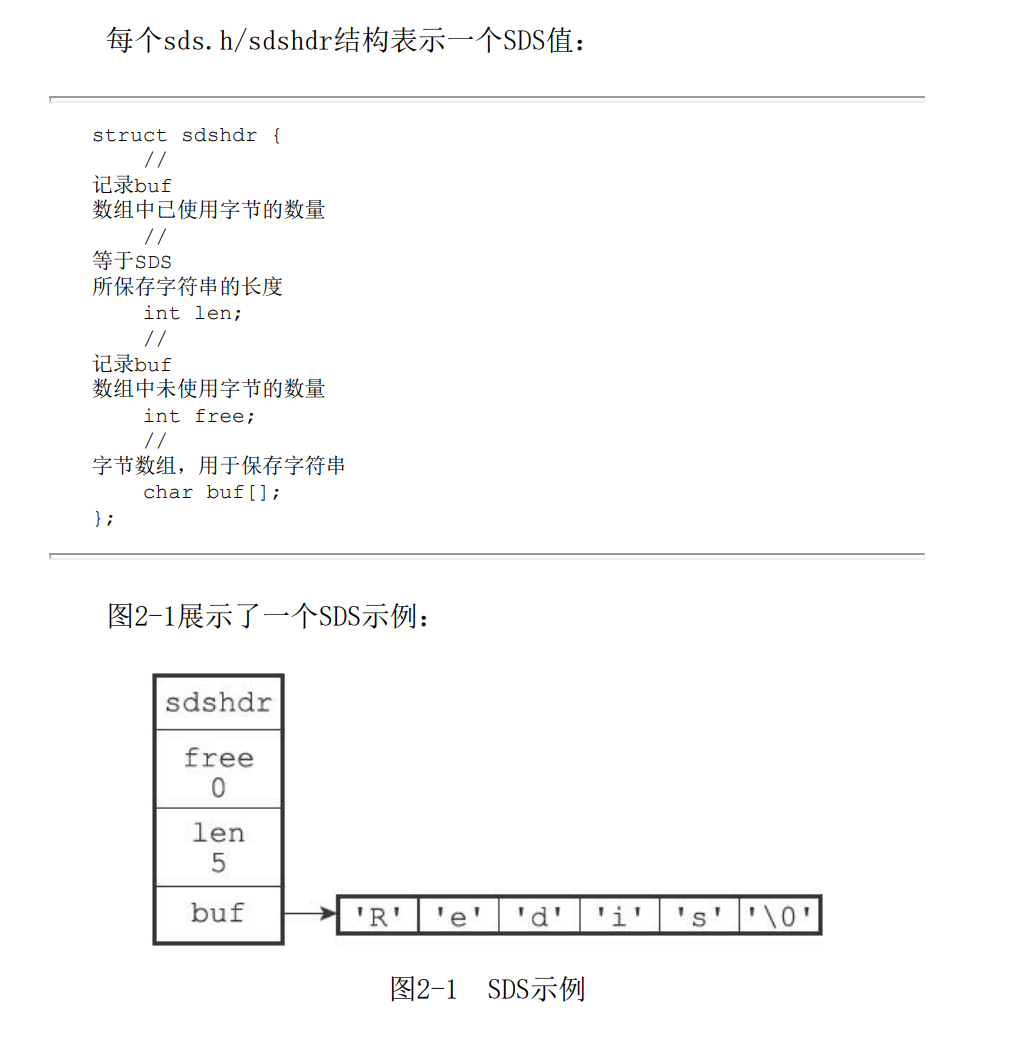 每个sds.h/sdshdr结构表示一个SDS值：
struct sdshdr {
//
记录buf
数组中已使用字节的数量
//
等于SDS
所保存字符串的长度
int len;
//
记录buf
数组中未使用字节的数量
int free;
//
字节数组，用于保存字符串
char buf[];
};
图2-1展示了一个SDS示例：
sdshdr
free
0
len
5
buf
'R' 'e' 'd' 'i' 's' '\0'
图2-1 SDS示例